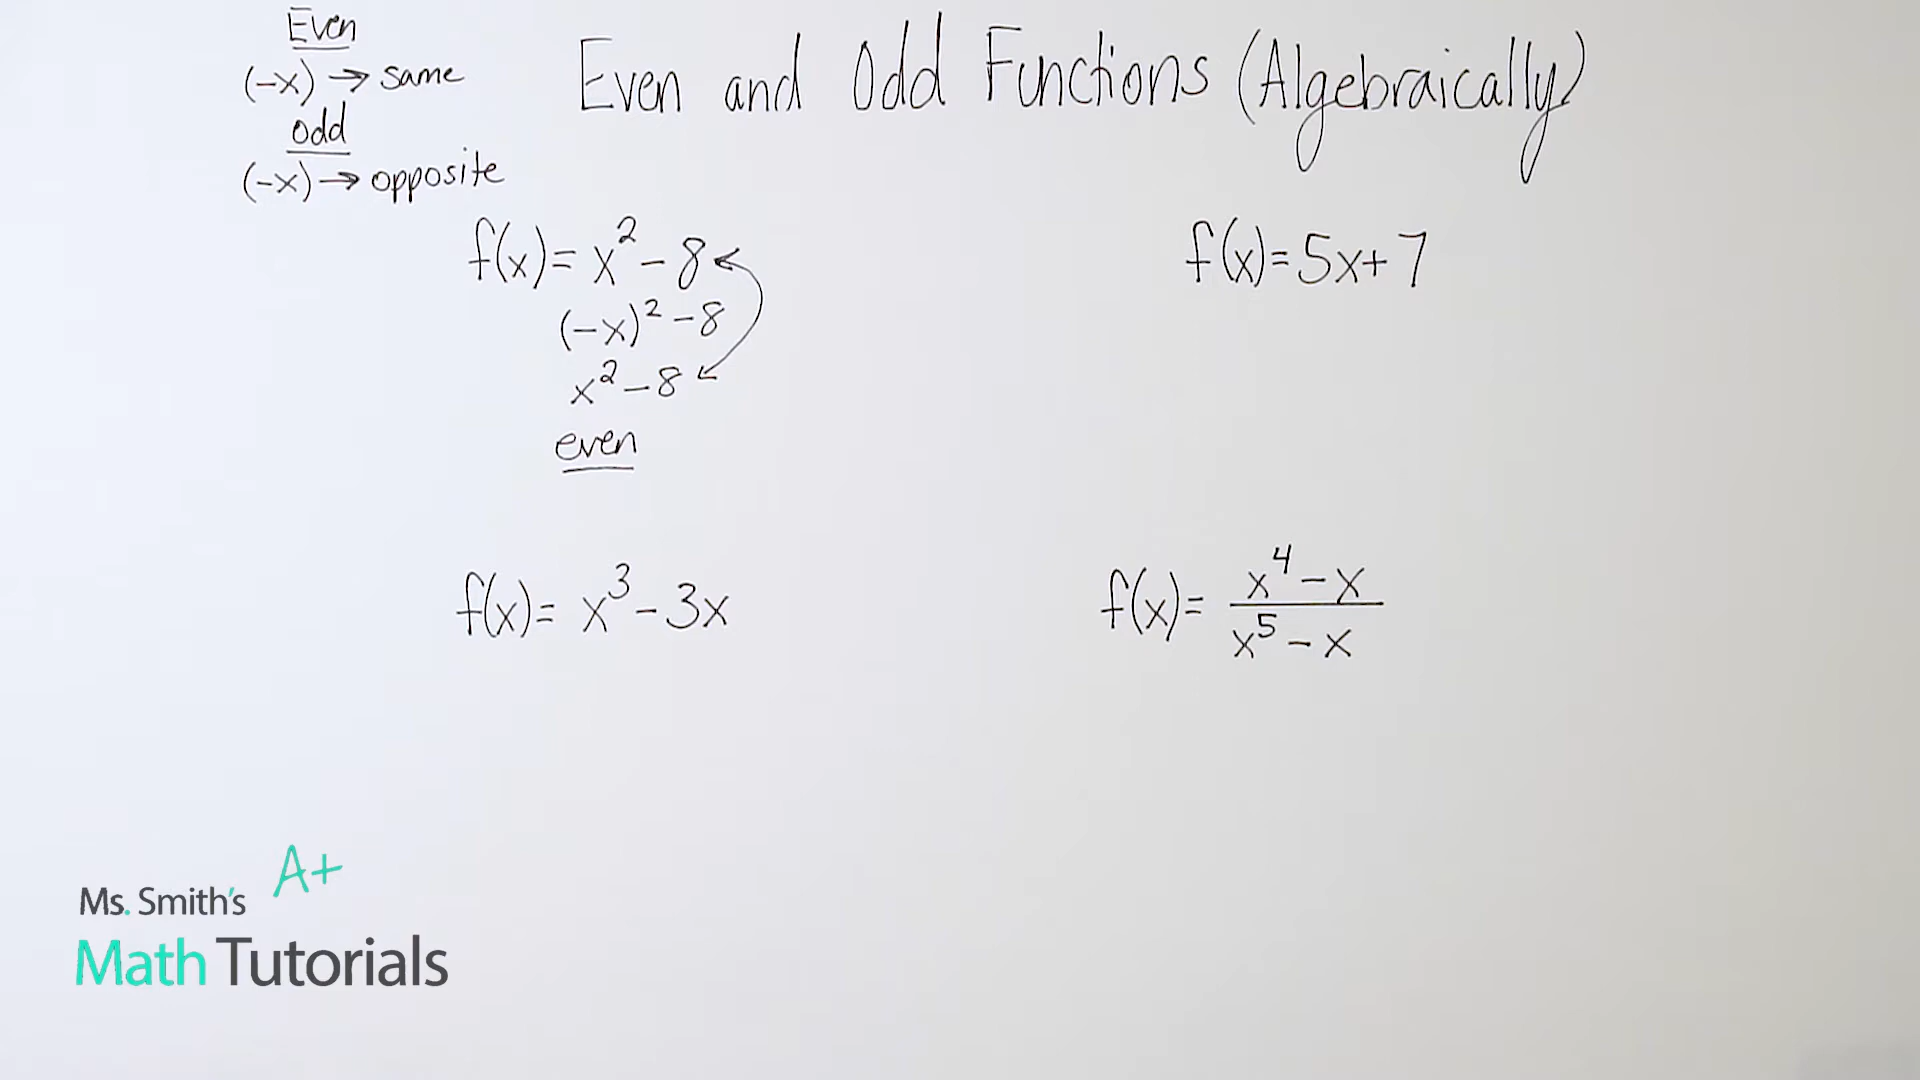 Even
(-x) → same
Odd
(-x) → opposite
Even and Odd Functions (Algebraically)
f(x) = x² - 8
(-x)² - 8
x² - 8
even
f(x) = 5x + 7
f(x) = x³ - 3x
f(x) = x⁴ - x
x⁵ - x
A+
Ms. Smith's
Math Tutorials